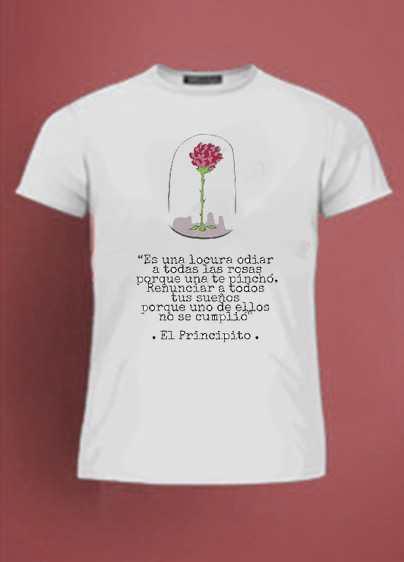 “Es una locura odiar
a todas las rosas
porque una te pinchó.
Renunciar a todos
tus sueños
porque uno de ellos
no se cumplió”
. El Principito .